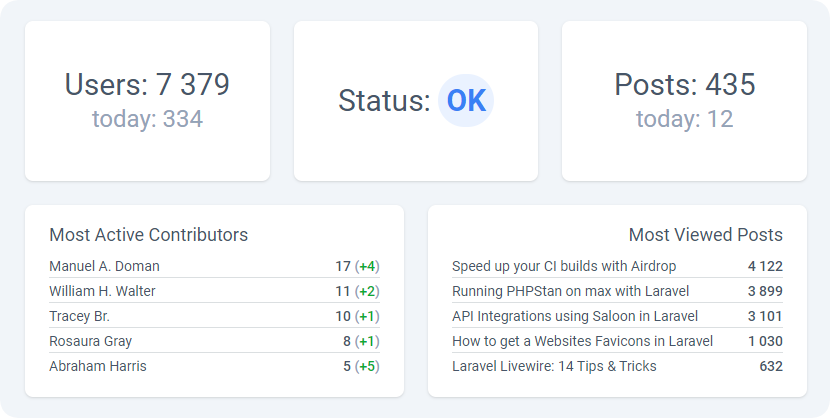 Users: 7 379
today: 334
Status: OK
Posts: 435
today: 12
Most Active Contributors
Manuel A. Doman 17 (+4)
William H. Walter 11 (+2)
Tracey Br. 10 (+1)
Rosaura Gray 8 (+1)
Abraham Harris 5 (+5)
Most Viewed Posts
Speed up your CI builds with Airdrop 4 122
Running PHPStan on max with Laravel 3 899
API Integrations using Saloon in Laravel 3 101
How to get a Websites Favicons in Laravel 1 030
Laravel Livewire: 14 Tips & Tricks 632